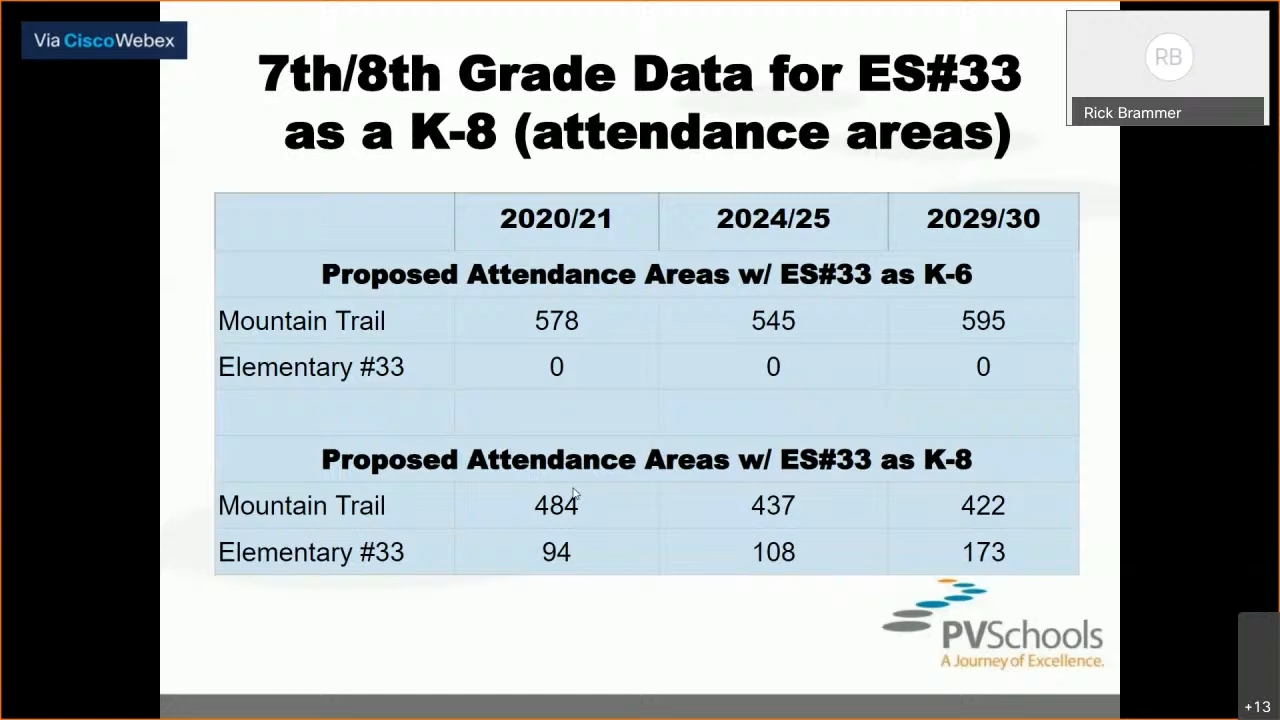 Via CiscoWebex
7th/8th Grade Data for ES#33
as a K-8 (attendance areas)
RB
Rick Brammer
2020/21 2024/25 2029/30
Proposed Attendance Areas w/ ES#33 as K-6
Mountain Trail 578 545 595
Elementary #33 0 0 0
Proposed Attendance Areas w/ ES#33 as K-8
Mountain Trail 484 437 422
Elementary #33 94 108 173
PVSchools
A Journey of Excellence.
+13